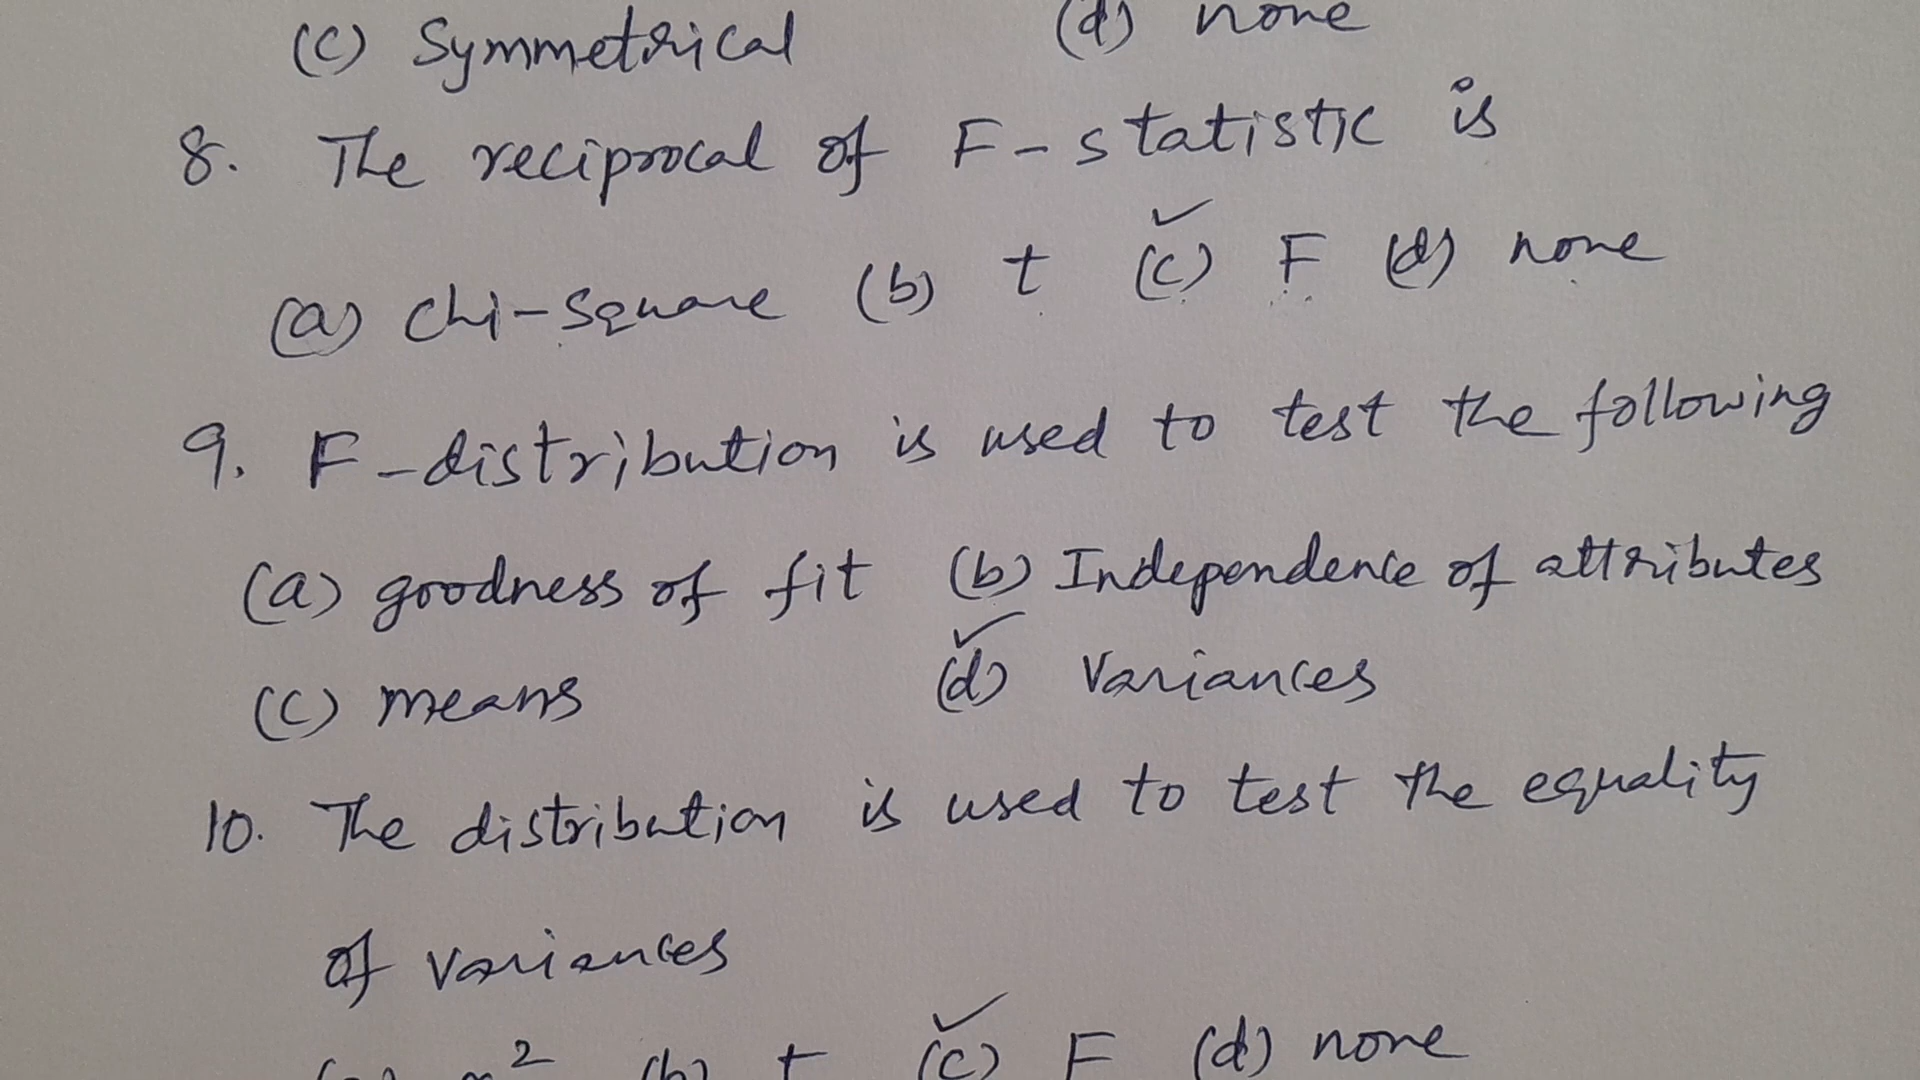 (c) Symmetrical (d) none
8. The reciprocal of F-statistic is
(a) chi-square (b) t (c) F (d) none
9. F-distribution is used to test the following
(a) goodness of fit (b) Independence of attributes
(c) means (d) Variances
10. The distribution is used to test the equality
of variances
(b) t (c) F (d) none